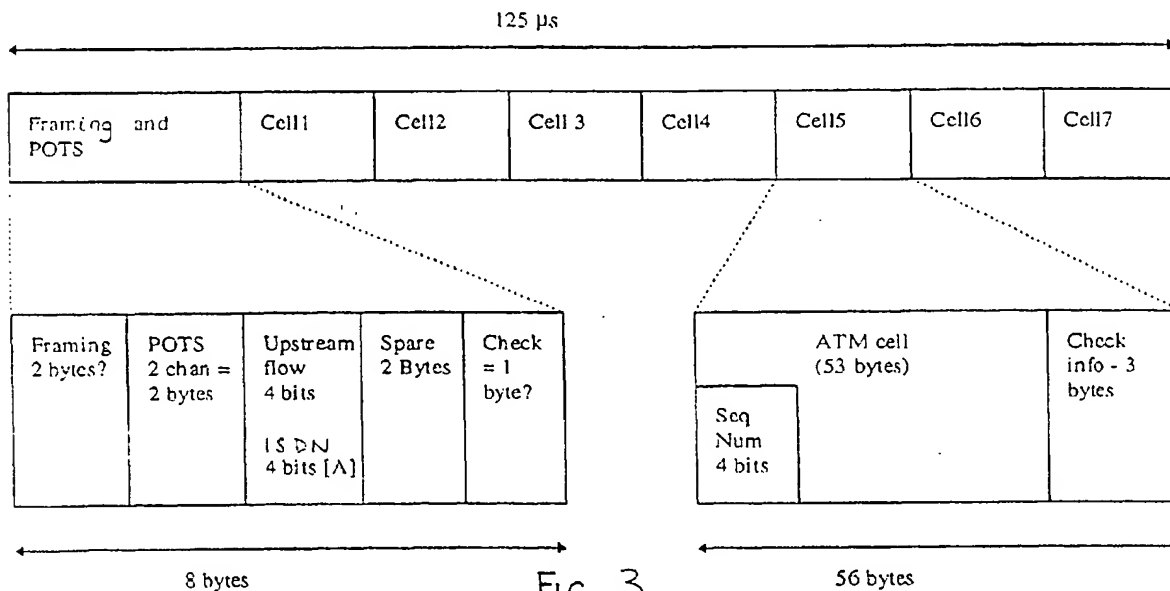 125 µs
Framing and
POTS
Cell1
Cell2
Cell 3
Cell4
Cell5
Cell6
Cell7
Framing
2 bytes?
POTS
2 chan =
2 bytes
Upstream
flow
4 bits
ISDN
4 bits [A]
Spare
2 Bytes
Check
= 1
byte?
ATM cell
(53 bytes)
Seq
Num
4 bits
Check
info - 3
bytes
8 bytes
FIG. 3
56 bytes